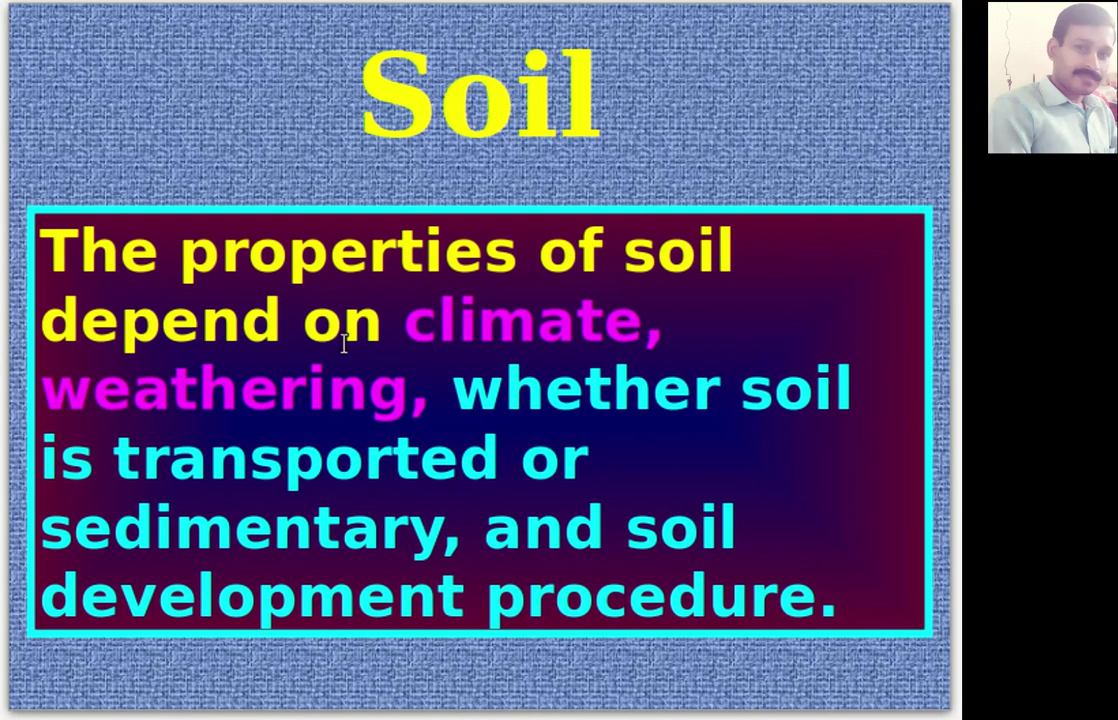 Soil
The properties of soil
depend on climate,
weathering, whether soil
is transported or
sedimentary, and soil
development procedure.